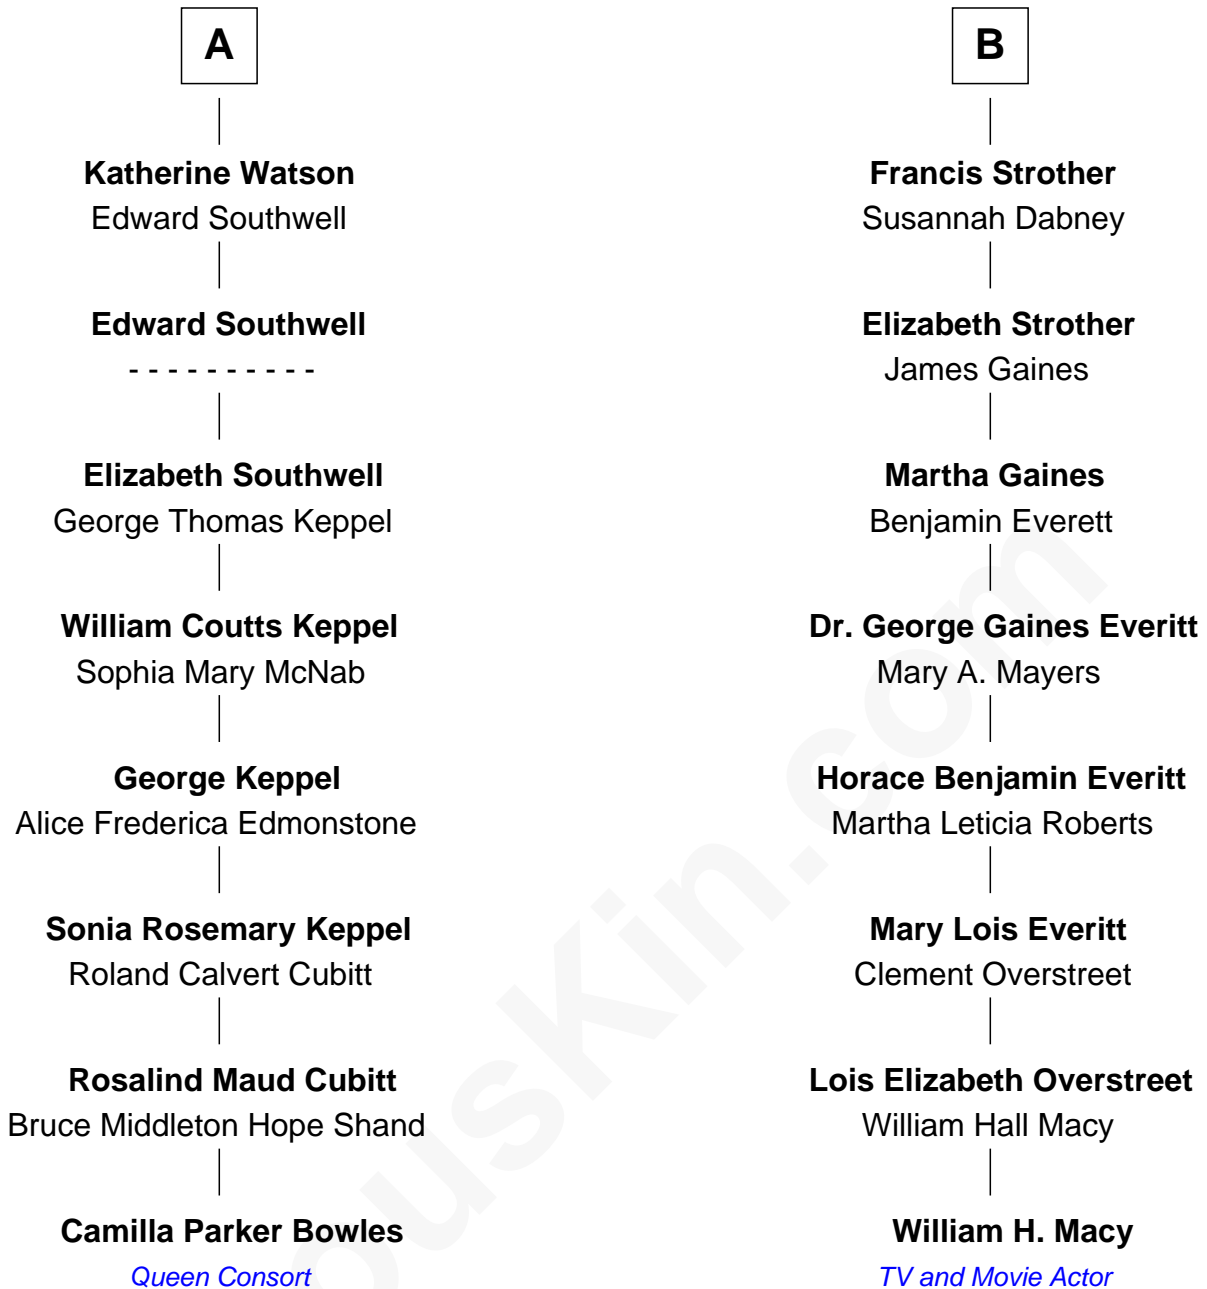 A
Katherine Watson
Edward Southwell
Edward Southwell
- - - - - - - - - -
Elizabeth Southwell
George Thomas Keppel
William Coutts Keppel
Sophia Mary McNab
George Keppel
Alice Frederica Edmonstone
Sonia Rosemary Keppel
Roland Calvert Cubitt
Rosalind Maud Cubitt
Bruce Middleton Hope Shand
Camilla Parker Bowles
Queen Consort
B
Francis Strother
Susannah Dabney
Elizabeth Strother
James Gaines
Martha Gaines
Benjamin Everett
Dr. George Gaines Everitt
Mary A. Mayers
Horace Benjamin Everitt
Martha Leticia Roberts
Mary Lois Everitt
Clement Overstreet
Lois Elizabeth Overstreet
William Hall Macy
William H. Macy
TV and Movie Actor
ousKin.com